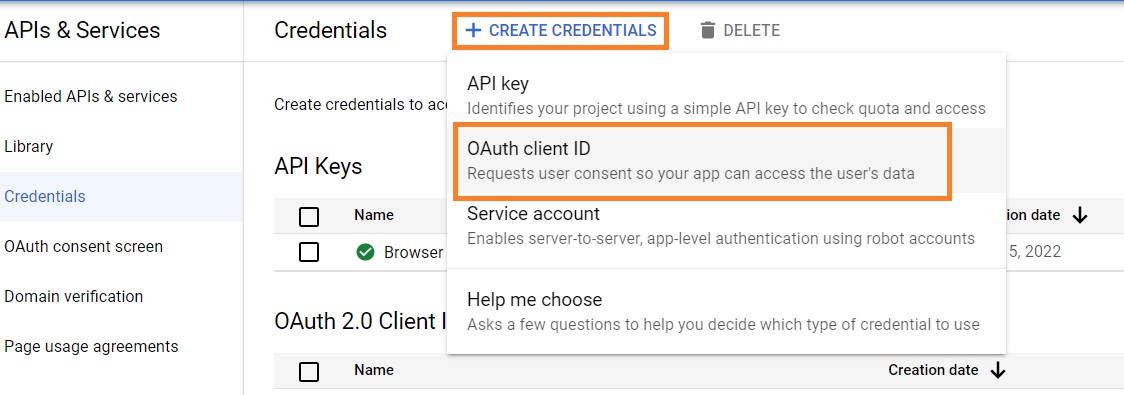 APIs & Services
Enabled APIs & services
Library
Credentials
OAuth consent screen
Domain verification
Page usage agreements
Credentials
CREATE CREDENTIALS
DELETE
API key
Identifies your project using a simple API key to check quota and access
OAuth client ID
Requests user consent so your app can access the user's data
Service account
Enables server-to-server, app-level authentication using robot accounts
Help me choose
Asks a few questions to help you decide which type of credential to use
Create credentials to
API Keys
Name
date
Browser
5, 2022
OAuth 2.0 Client
Name
Creation date